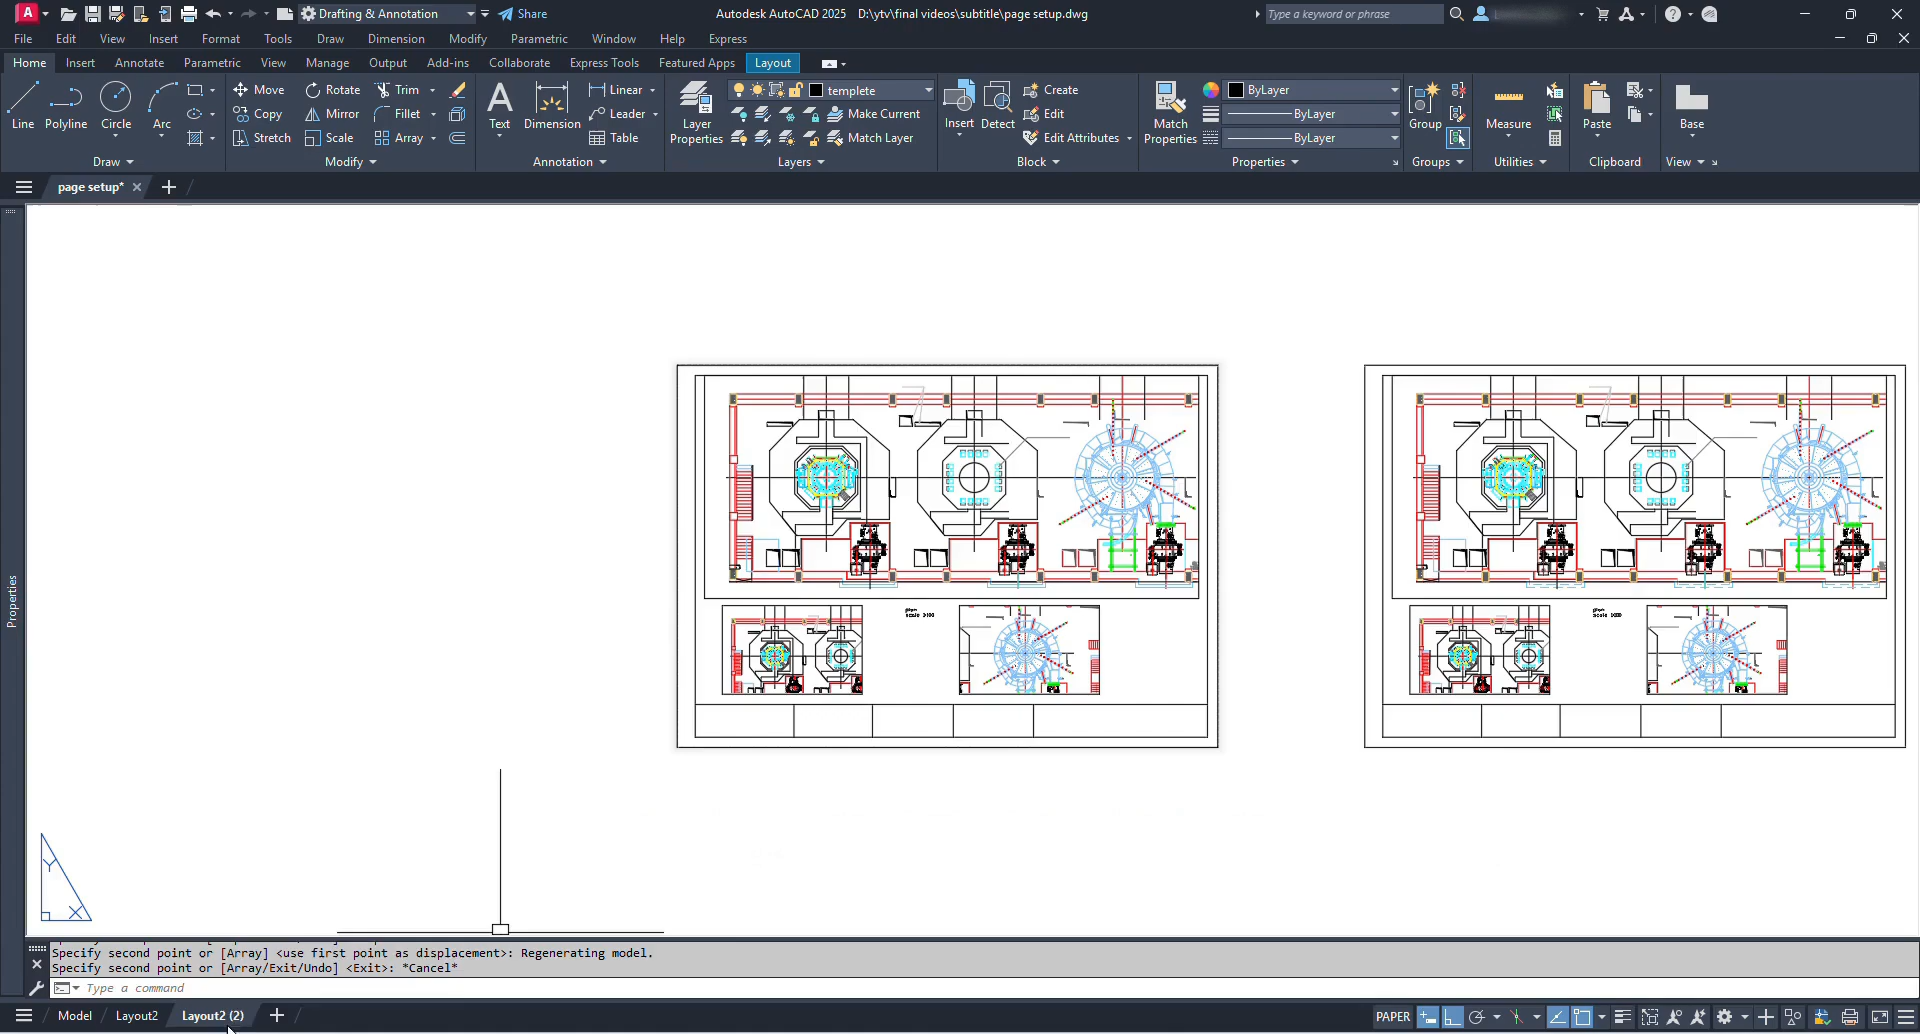 Drafting & Annotation
Share
Autodesk AutoCAD 2025 D:\ytv\final videos\subtitle\page setup.dwg
Type a keyword or phrase
File Edit View Insert Format Tools Draw Dimension Modify Parametric Window Help Express
Home Insert Annotate Parametric View Manage Output Add-ins Collaborate Express Tools Featured Apps Layout
Line
Polyline
Circle
Arc
Draw
Move
Rotate
Trim
Copy
Mirror
Fillet
Stretch
Scale
Array
Modify
Text
Dimension
Linear
Leader
Table
Annotation
Layer
Properties
templete
Make Current
Match Layer
Layers
Insert
Detect
Create
Edit
Edit Attributes
Block
Match
Properties
ByLayer
ByLayer
ByLayer
Properties
Group
Groups
Measure
Utilities
Paste
Clipboard
Base
View
page setup*
Properties
Y
X
Specify second point or [Array] <use first point as displacement>: Regenerating model.
Specify second point or [Array/Exit/Undo] <Exit>: *Cancel*
Type a command
Model Layout2 Layout2 (2)
PAPER